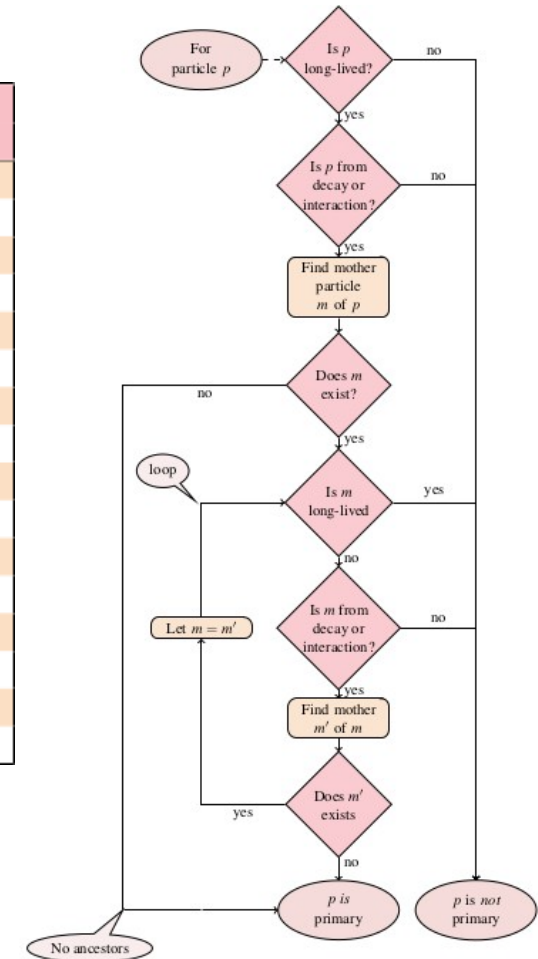 For
particle p
Is p
long-lived?
no
yes
Is p from
decay or
interaction?
no
yes
Find mother
particle
m of p
Does m
exist?
no
yes
loop
Is m
long-lived
yes
no
Is m from
decay or
interaction?
no
Let m = m′
yes
Find mother
m′ of m
Does m′
exists
yes
no
p is
primary
p is not
primary
No ancestors